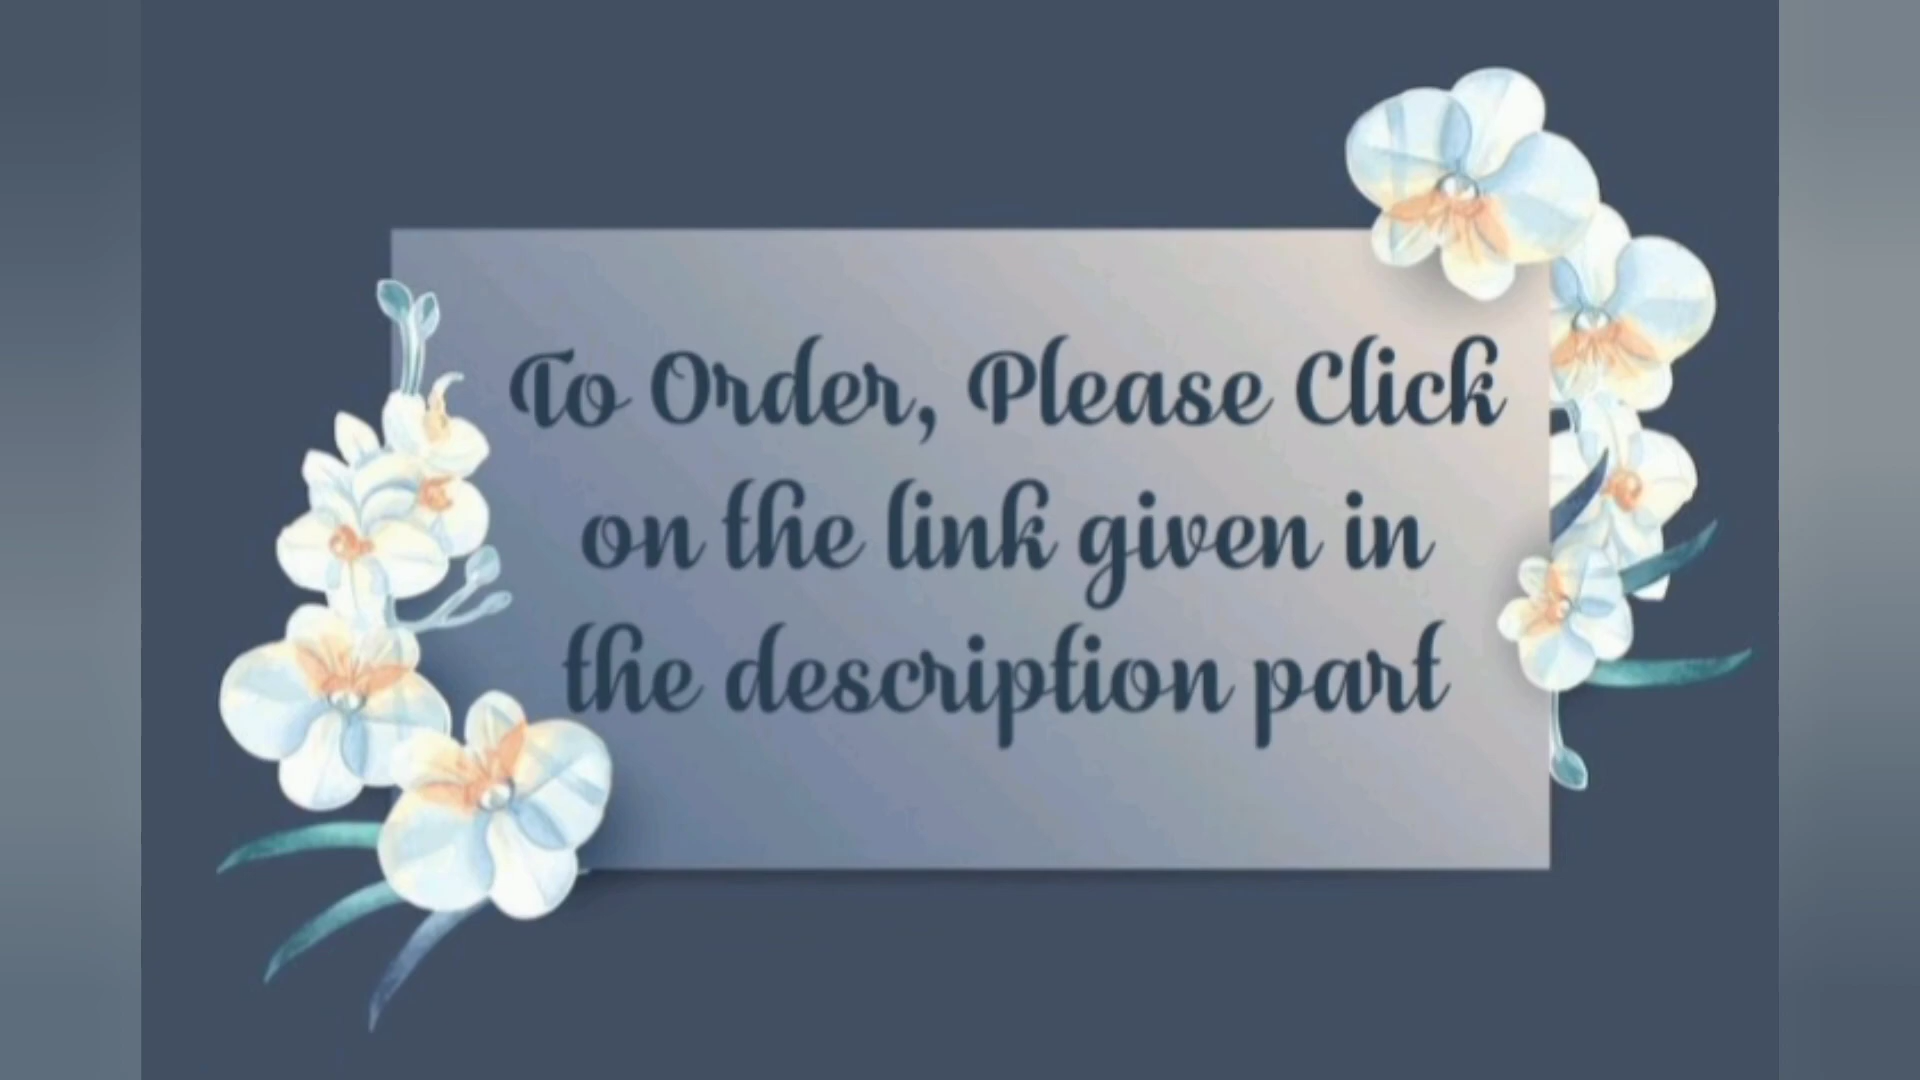 To Order, Please Click
on the link given in
the description part